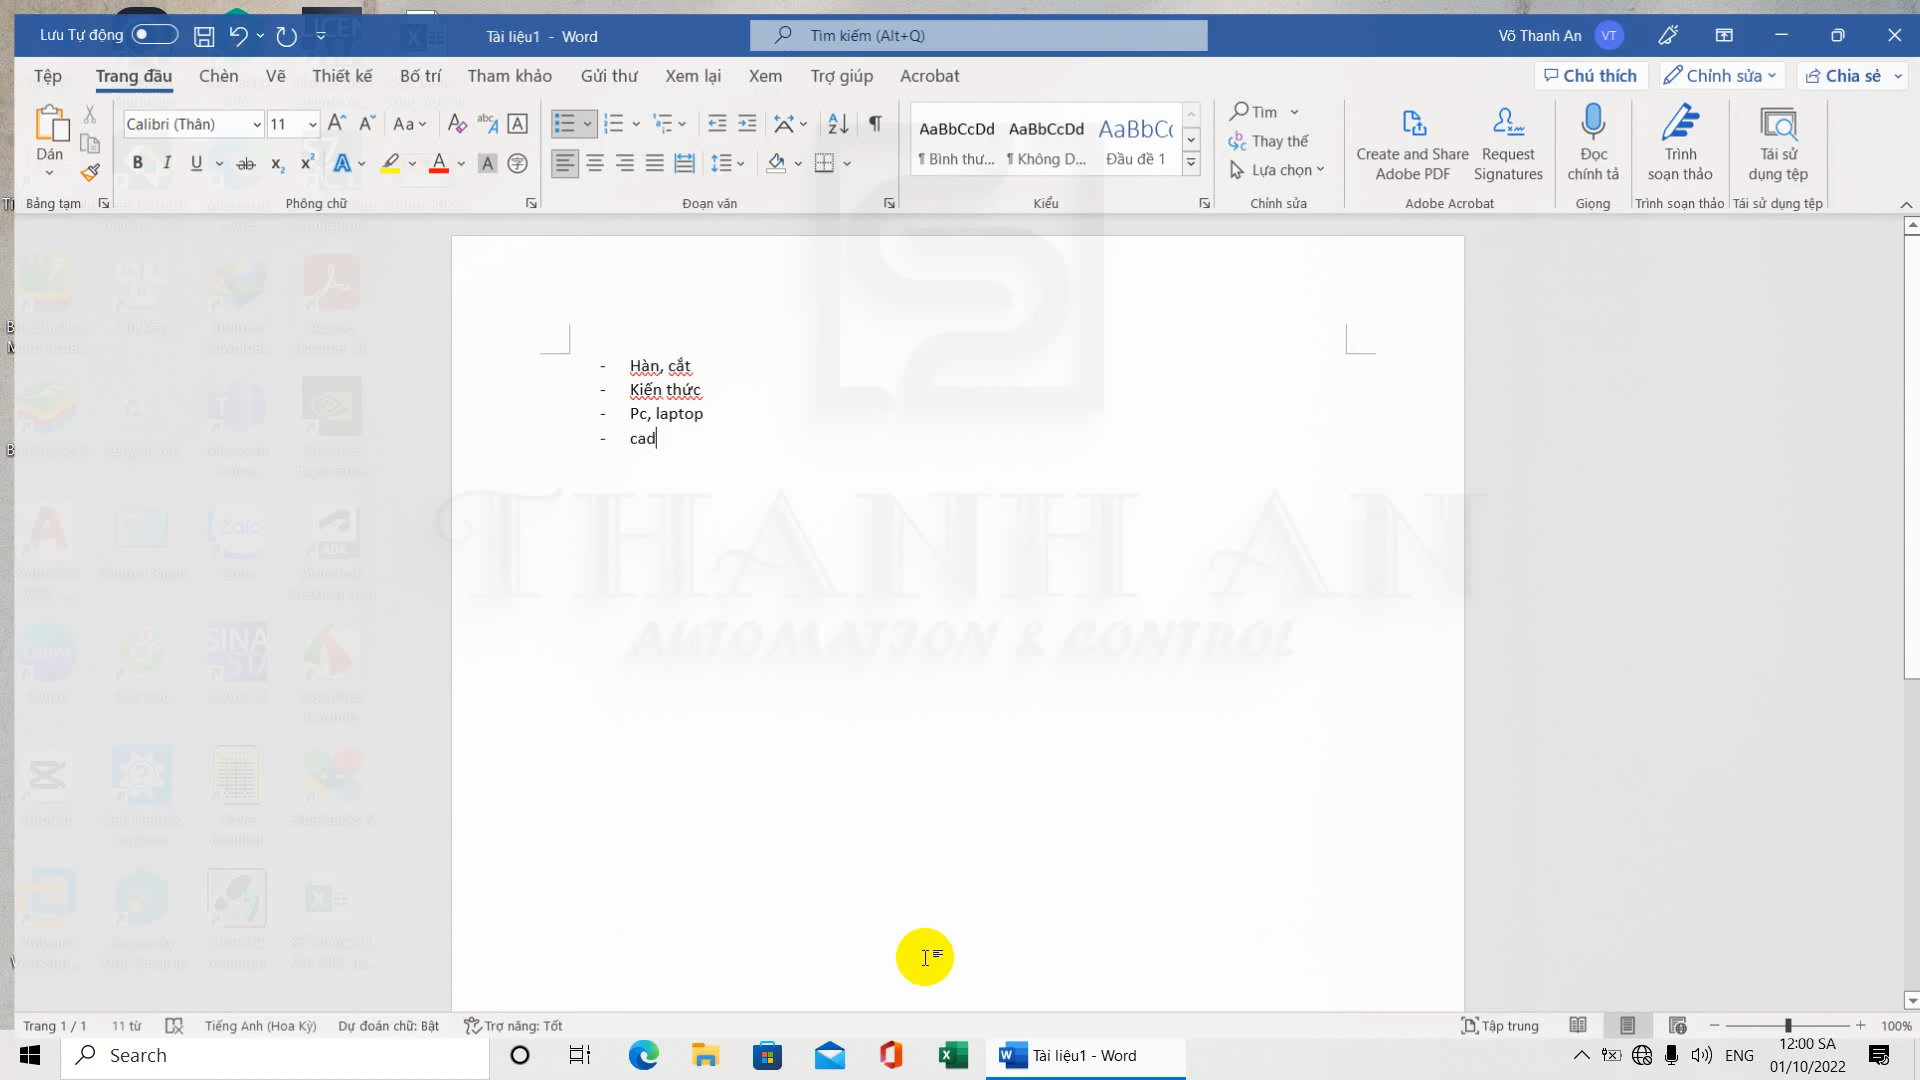 Lưu Tự động
Tài liệu1 - Word
Tìm kiếm (Alt+Q)
Võ Thanh An
VT
Tệp
Trang đầu
Chèn
Vẽ
Thiết kế
Bố trí
Tham khảo
Gửi thư
Xem lại
Xem
Trợ giúp
Acrobat
Chú thích
Chỉnh sửa
Chia sẻ
Dán
Calibri (Thân)
11
Aa
AaBbCcDd
AaBbCcDd
AaBbCc
¶ Bình thư...
¶ Không D...
Đầu đề 1
Tìm
Thay thế
Lựa chọn
Create and Share
Adobe PDF
Request
Signatures
Đọc
chính tả
Trình
soạn thảo
Tái sử
dụng tệp
Bảng tạm
Phông chữ
Đoạn văn
Kiểu
Chỉnh sửa
Adobe Acrobat
Giọng
Trình soạn thảo
Tái sử dụng tệp
- Hàn, cắt
- Kiến thức
- Pc, laptop
- cad
THANH AN
AUTOMATION & CONTROL
Trang 1 / 1
11 từ
Tiếng Anh (Hoa Kỳ)
Dự đoán chữ: Bật
Trợ năng: Tốt
Tập trung
100%
Search
Tài liệu1 - Word
ENG
12:00 SA
01/10/2022